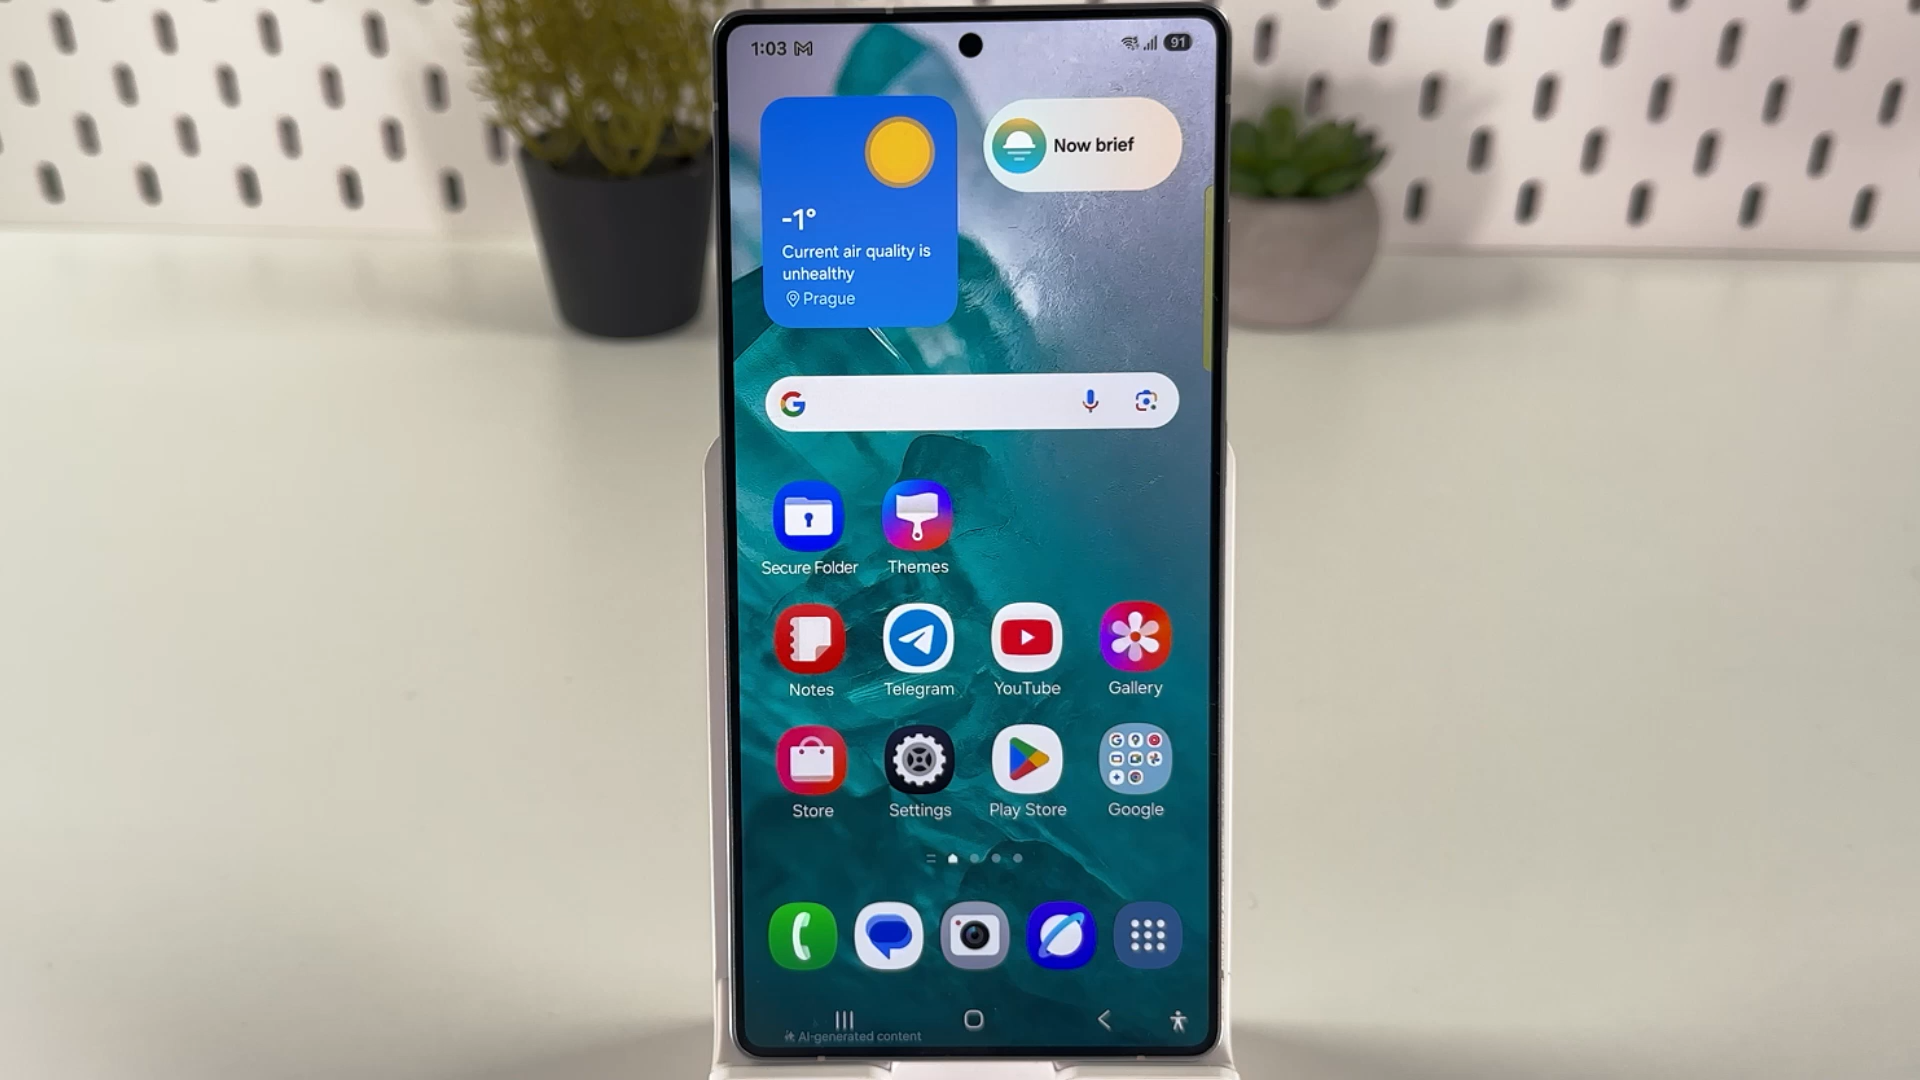 1:03
91
Now brief
-1°
Current air quality is
unhealthy
Prague
Secure Folder
Themes
Notes
Telegram
YouTube
Gallery
Store
Settings
Play Store
Google
AI-generated content